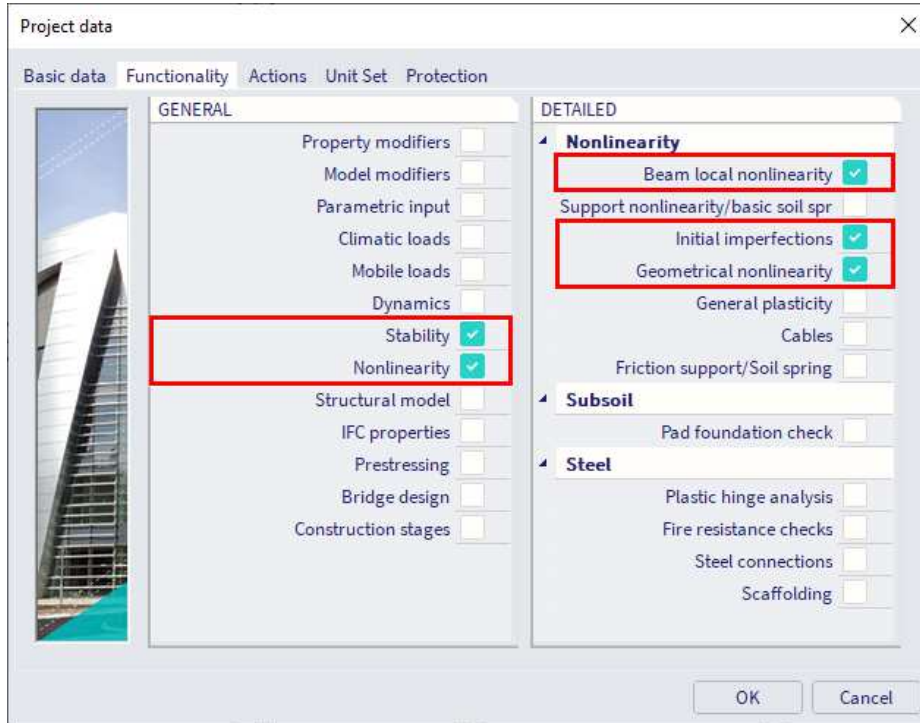 Project data
Basic data Functionality Actions Unit Set Protection
GENERAL
Property modifiers
Model modifiers
Parametric input
Climatic loads
Mobile loads
Dynamics
Stability
Nonlinearity
Structural model
IFC properties
Prestressing
Bridge design
Construction stages
DETAILED
Nonlinearity
Beam local nonlinearity
Support nonlinearity/basic soil spr
Initial imperfections
Geometrical nonlinearity
General plasticity
Cables
Friction support/Soil spring
Subsoil
Pad foundation check
Steel
Plastic hinge analysis
Fire resistance checks
Steel connections
Scaffolding
OK Cancel